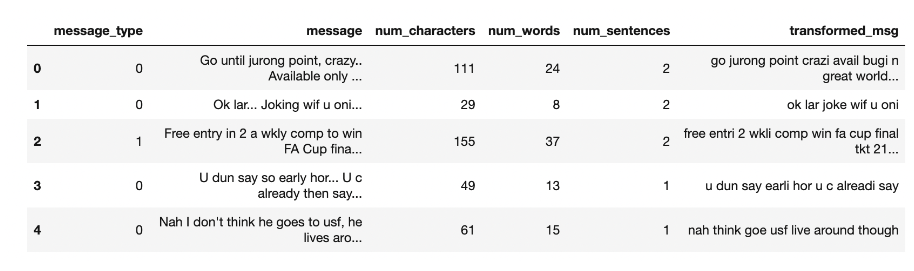 message_type message num_characters num_words num_sentences transformed_msg
0 0 Go until jurong point, crazy.. Available only ... 111 24 2 go jurong point crazi avail bugi n great world...
1 0 Ok lar... Joking wif u oni... 29 8 2 ok lar joke wif u oni
2 1 Free entry in 2 a wkly comp to win FA Cup fina... 155 37 2 free entri 2 wkli comp win fa cup final tkt 21...
3 0 U dun say so early hor... U c already then say... 49 13 1 u dun say earli hor u c alreadi say
4 0 Nah I don't think he goes to usf, he lives aro... 61 15 1 nah think goe usf live around though